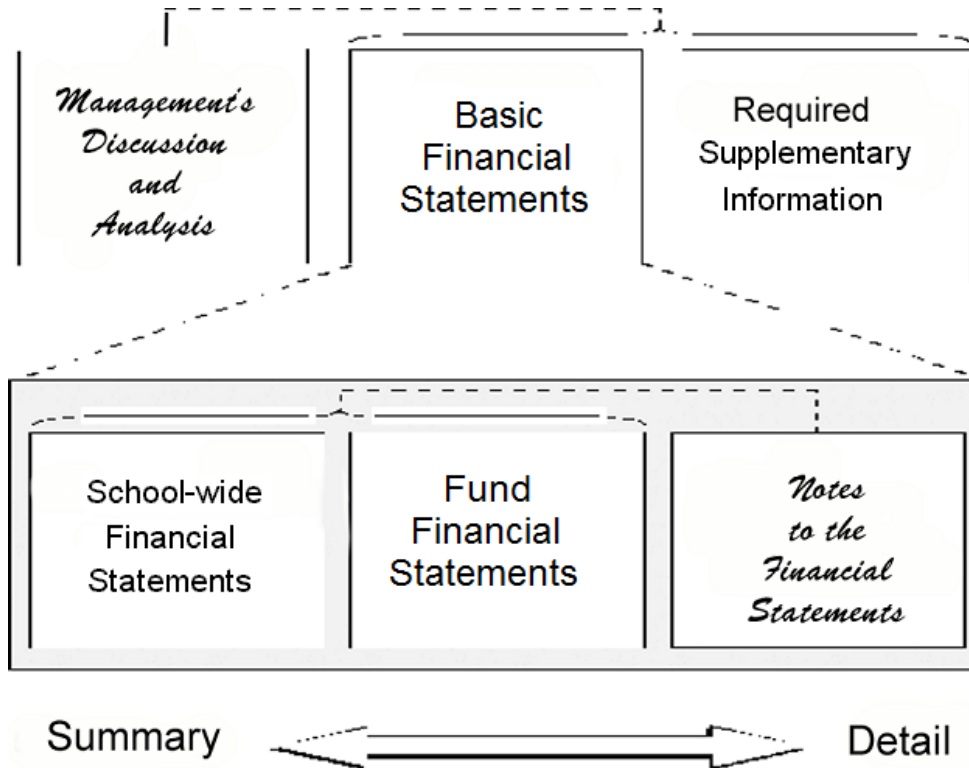 Management's
Discussion
and
Analysis
Basic
Financial
Statements
Required
Supplementary
Information
School-wide
Financial
Statements
Fund
Financial
Statements
Notes
to the
Financial
Statements
Summary
Detail